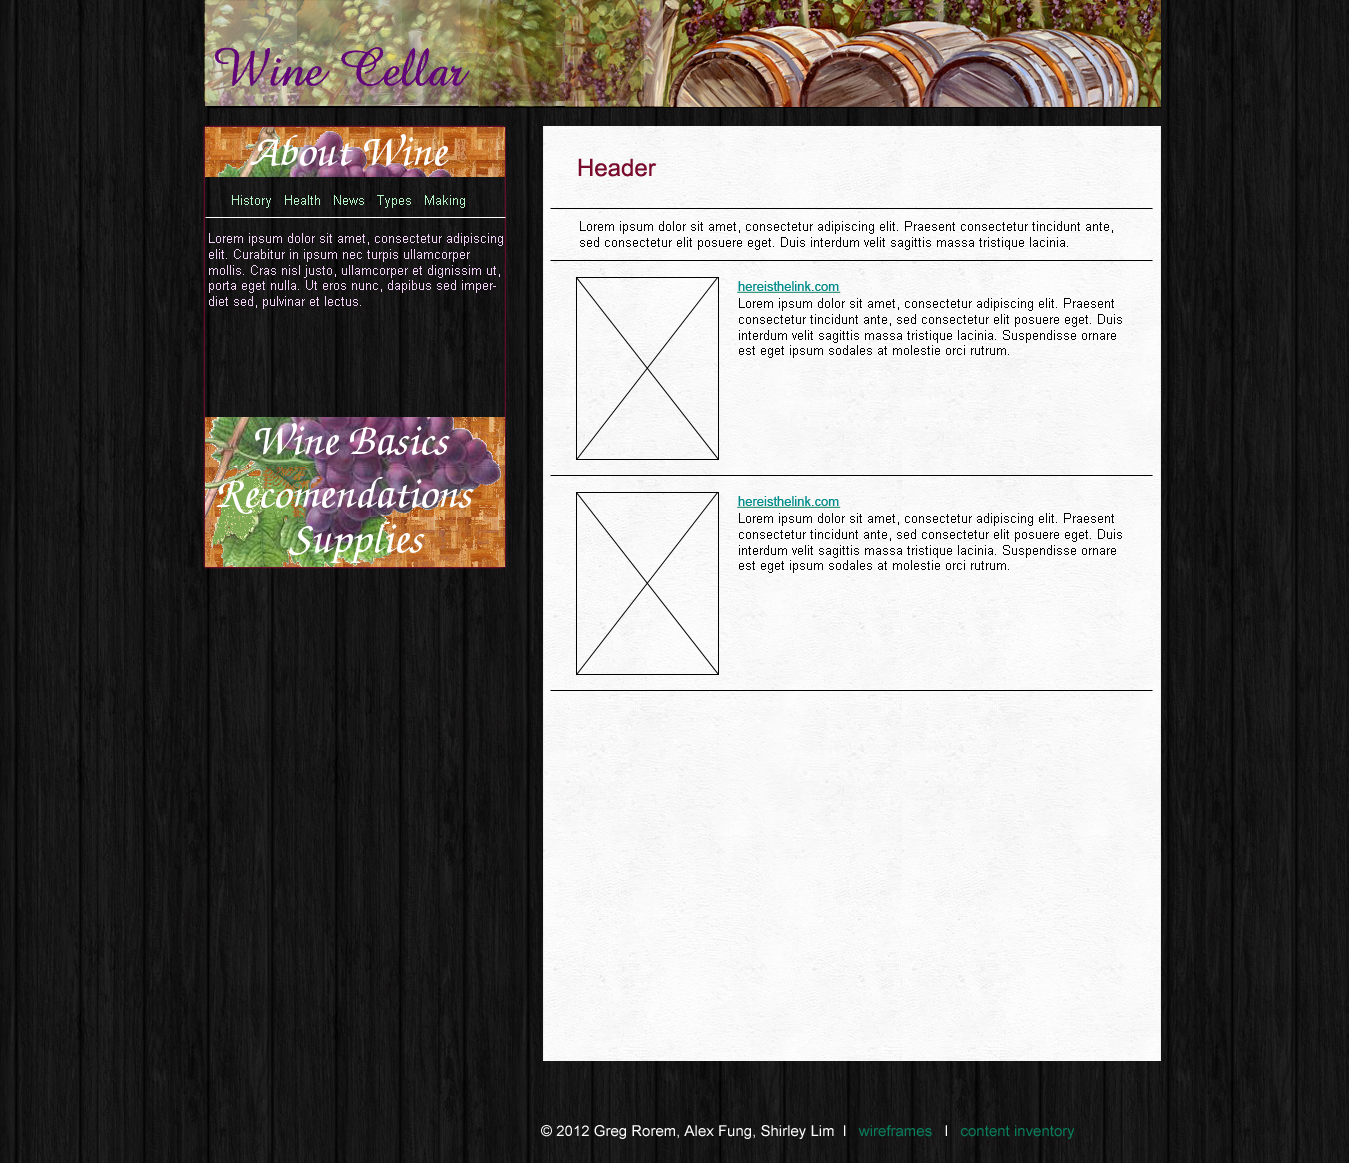 Wine Cellar
About Wine
History Health News Types Making
Lorem ipsum dolor sit amet, consectetur adipiscing
elit. Curabitur in ipsum nec turpis ullamcorper
mollis. Cras nisl justo, ullamcorper et dignissim ut,
porta eget nulla. Ut eros nunc, dapibus sed imper-
diet sed, pulvinar et lectus.
Wine Basics
Recomendations
Supplies
Header
Lorem ipsum dolor sit amet, consectetur adipiscing elit. Praesent consectetur tincidunt ante,
sed consectetur elit posuere eget. Duis interdum velit sagittis massa tristique lacinia.
hereisthelink.com
Lorem ipsum dolor sit amet, consectetur adipiscing elit. Praesent
consectetur tincidunt ante, sed consectetur elit posuere eget. Duis
interdum velit sagittis massa tristique lacinia. Suspendisse ornare
est eget ipsum sodales at molestie orci rutrum.
hereisthelink.com
Lorem ipsum dolor sit amet, consectetur adipiscing elit. Praesent
consectetur tincidunt ante, sed consectetur elit posuere eget. Duis
interdum velit sagittis massa tristique lacinia. Suspendisse ornare
est eget ipsum sodales at molestie orci rutrum.
© 2012 Greg Rorem, Alex Fung, Shirley Lim | wireframes | content inventory